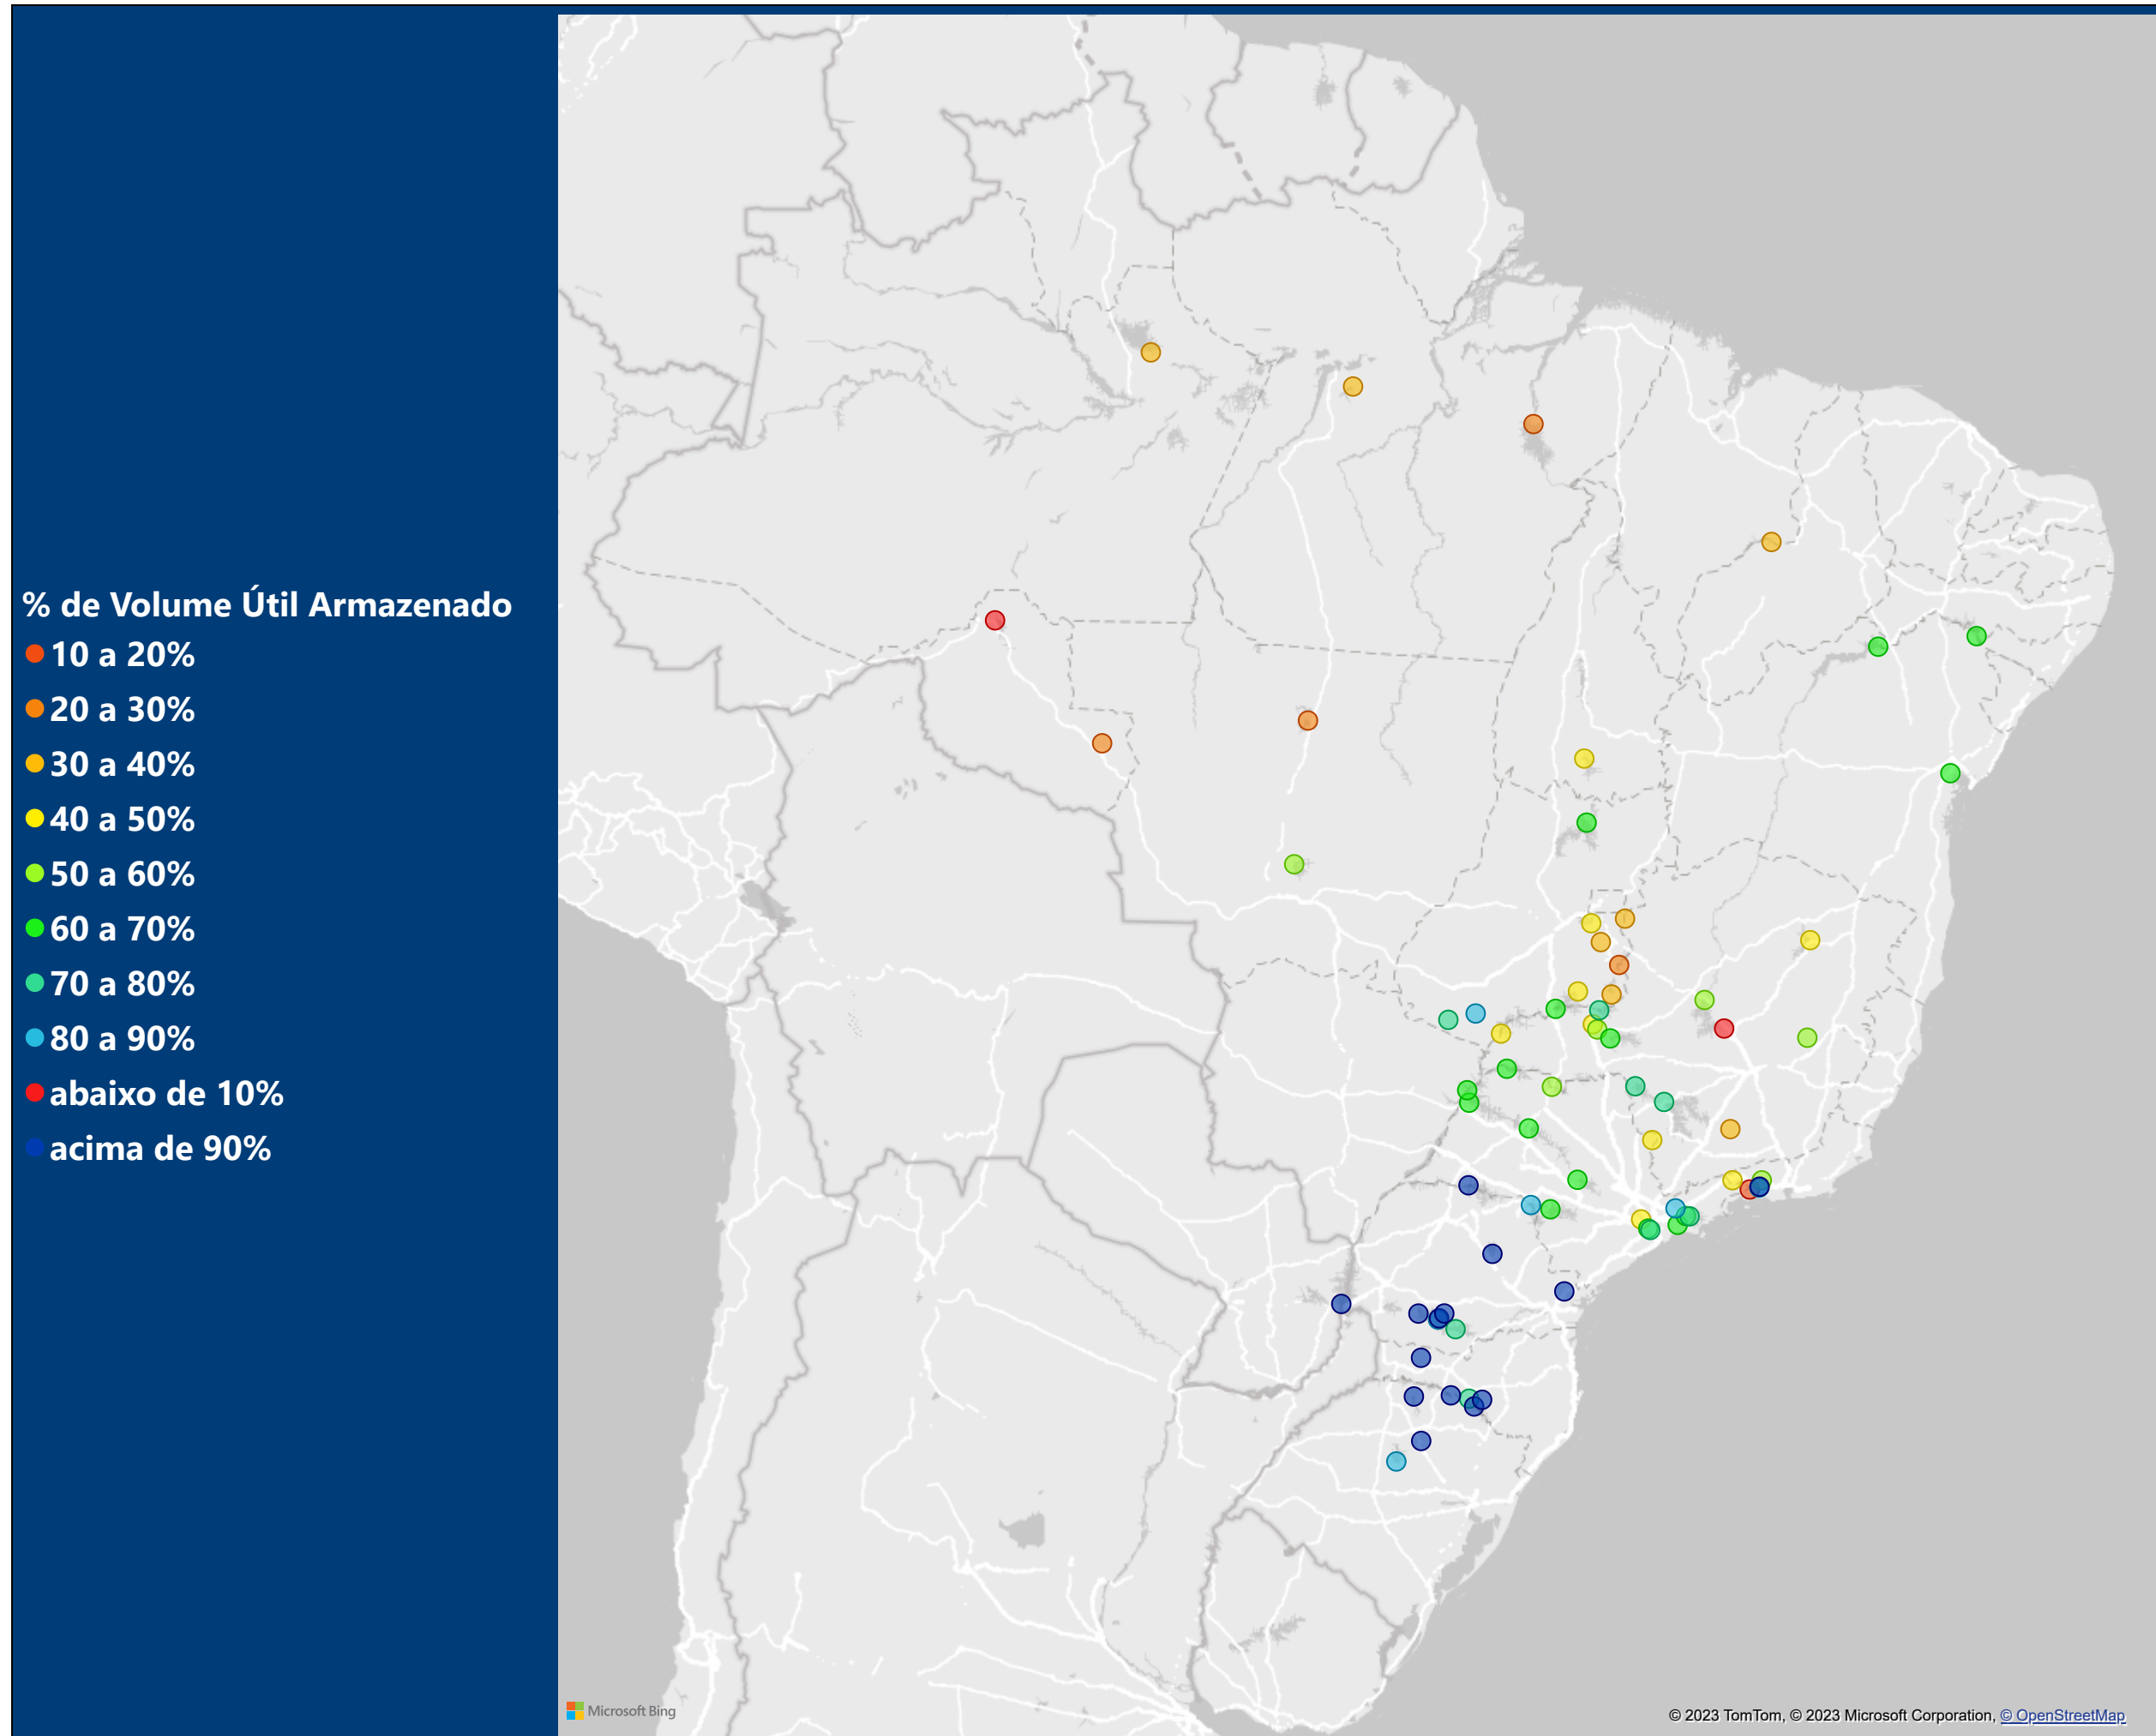 % de Volume Útil Armazenado
10 a 20%
20 a 30%
30 a 40%
40 a 50%
50 a 60%
60 a 70%
70 a 80%
80 a 90%
abaixo de 10%
acima de 90%
Microsoft Bing
© 2023 TomTom, © 2023 Microsoft Corporation, © OpenStreetMap